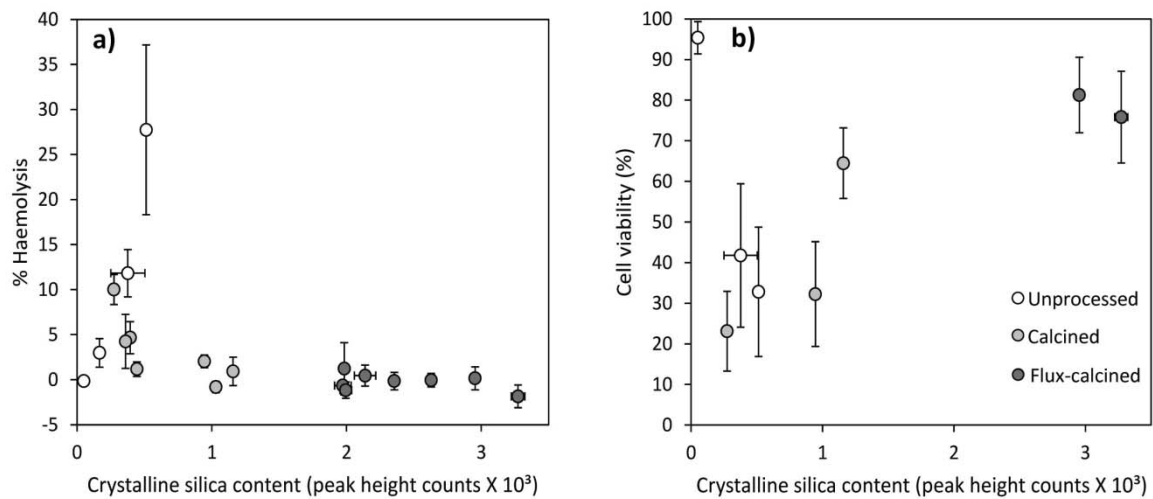 a)
40
35
30
25
20
15
10
5
0
-5
% Haemolysis
0 1 2 3
Crystalline silica content (peak height counts X 10³)
b)
100
90
80
70
60
50
40
30
20
10
0
Cell viability (%)
Unprocessed
Calcined
Flux-calcined
0 1 2 3
Crystalline silica content (peak height counts X 10³)